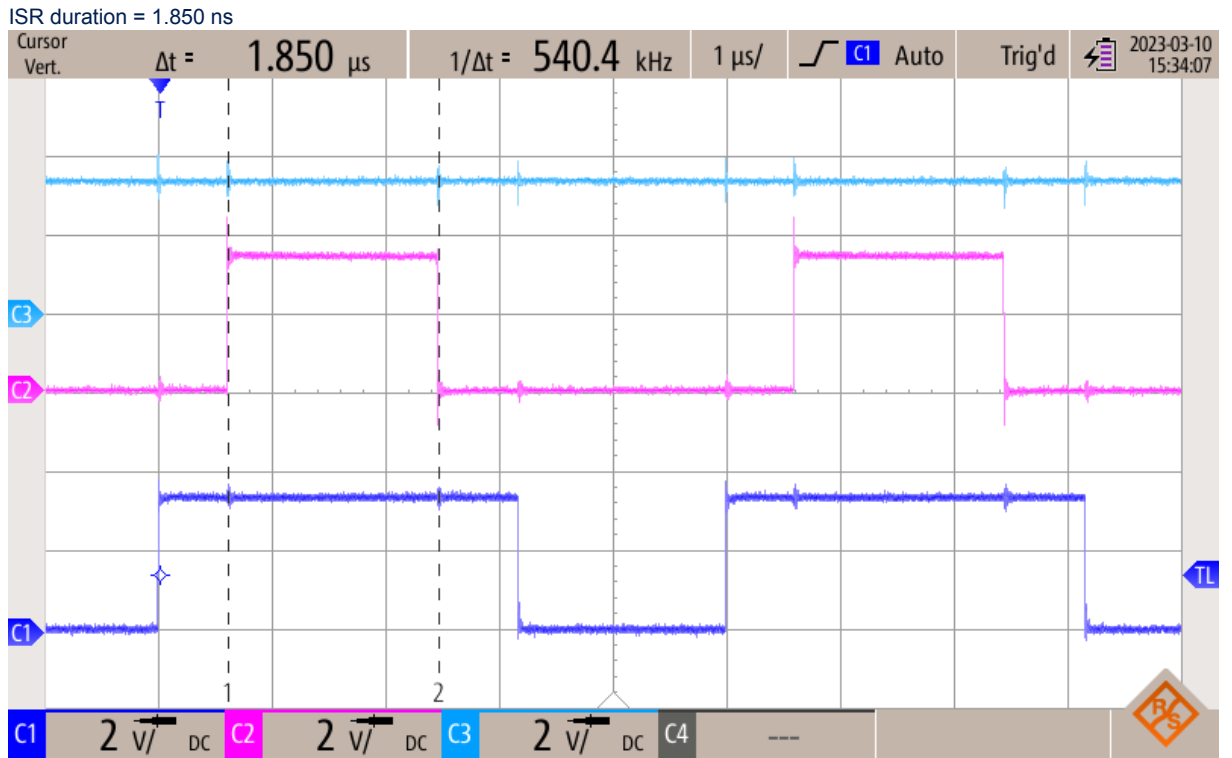 ISR duration = 1.850 ns
Cursor Vert. Δt = 1.850 µs 1/Δt = 540.4 kHz 1 µs/ C1 Auto Trig'd 2023-03-10
15:34:07
T
C3
C2
TL
C1
1 2
R&S
C1 2 V/ DC C2 2 V/ DC C3 2 V/ DC C4 ---